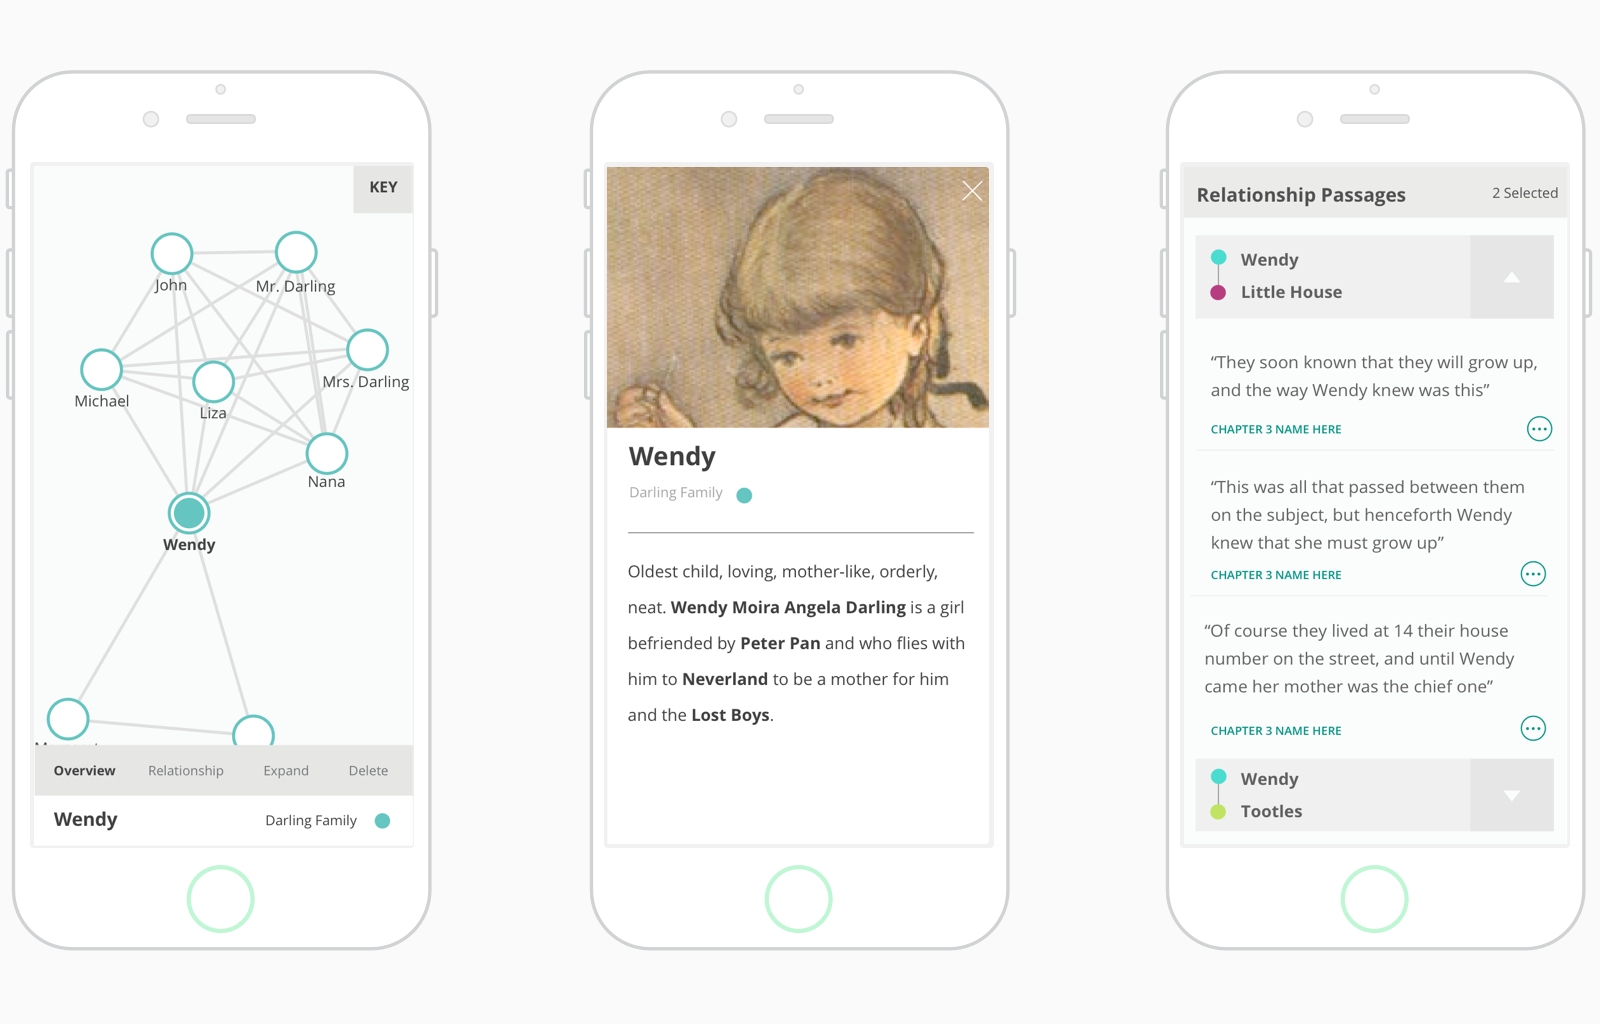 KEY
John
Mr. Darling
Mrs. Darling
Michael
Liza
Nana
Wendy
Overview Relationship Expand Delete
Wendy Darling Family
Wendy
Darling Family
Oldest child, loving, mother-like, orderly,
neat. Wendy Moira Angela Darling is a girl
befriended by Peter Pan and who flies with
him to Neverland to be a mother for him
and the Lost Boys.
Relationship Passages 2 Selected
Wendy
Little House
“They soon known that they will grow up,
and the way Wendy knew was this”
CHAPTER 3 NAME HERE
“This was all that passed between them
on the subject, but henceforth Wendy
knew that she must grow up”
CHAPTER 3 NAME HERE
“Of course they lived at 14 their house
number on the street, and until Wendy
came her mother was the chief one”
CHAPTER 3 NAME HERE
Wendy
Tootles